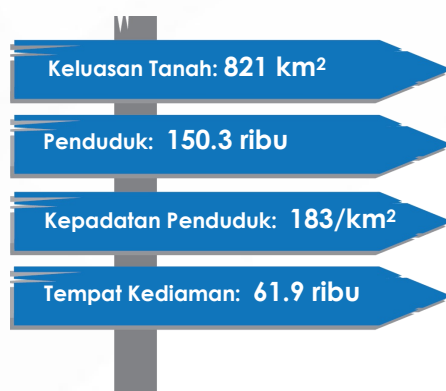 Keluasan Tanah: 821 km²
Penduduk: 150.3 ribu
Kepadatan Penduduk: 183/km²
Tempat Kediaman: 61.9 ribu